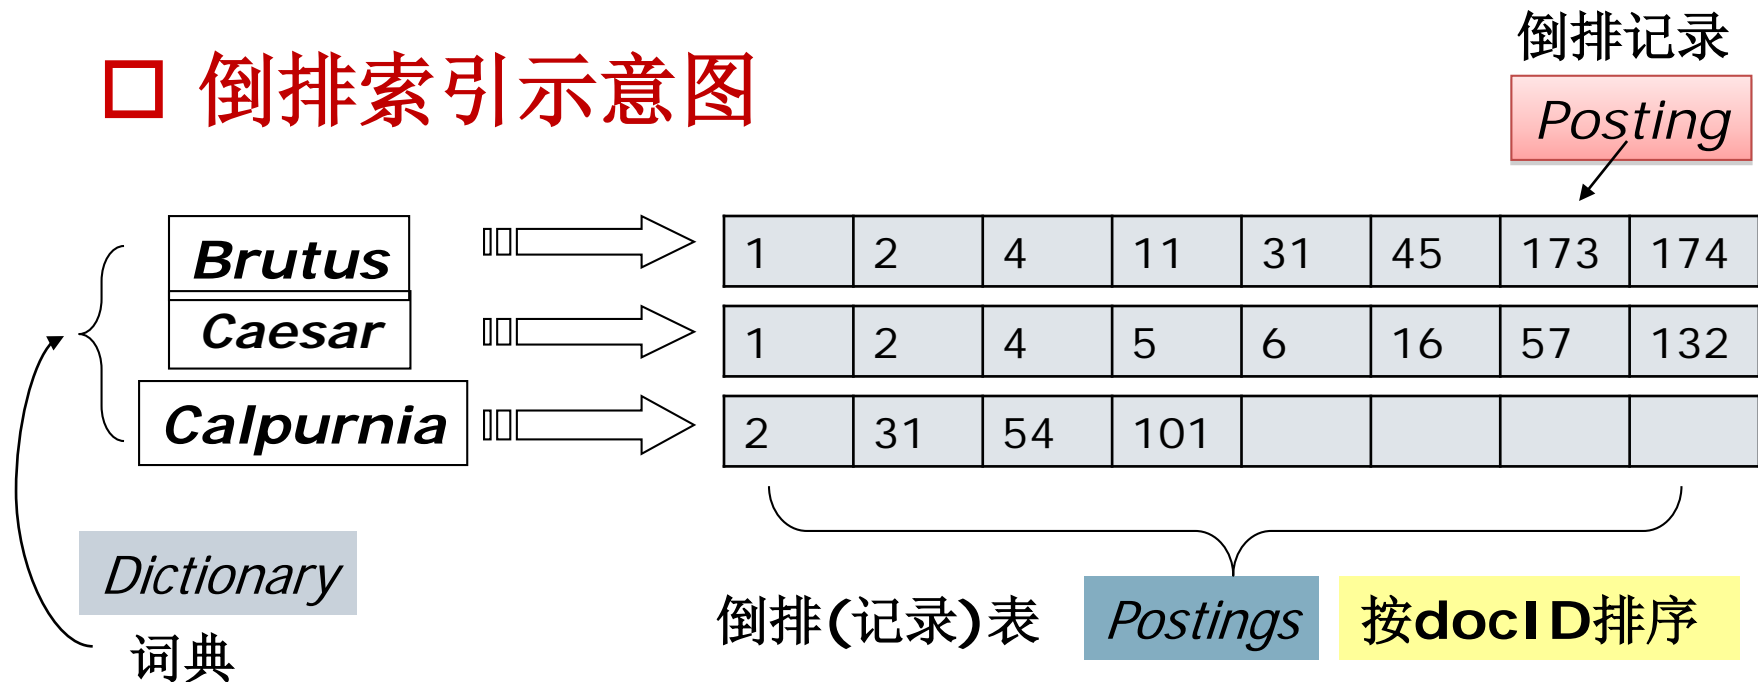 倒排记录
倒排索引示意图
Posting
Brutus 1 2 4 11 31 45 173 174
Caesar 1 2 4 5 6 16 57 132
Calpurnia 2 31 54 101
Dictionary
倒排(记录)表 Postings 按docID排序
词典